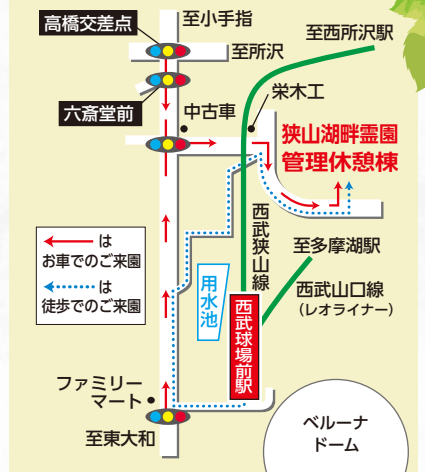 高橋交差点
至小手指
至西所沢駅
至所沢
六斎堂前
中古車
栄木工
狭山湖畔霊園
管理休憩棟
西武狭山線
至多摩湖駅
は
お車でのご来園
は
徒歩でのご来園
用水池
西武球場前駅
西武山口線
(レオライナー)
ファミリー
マート
至東大和
ベルーナ
ドーム